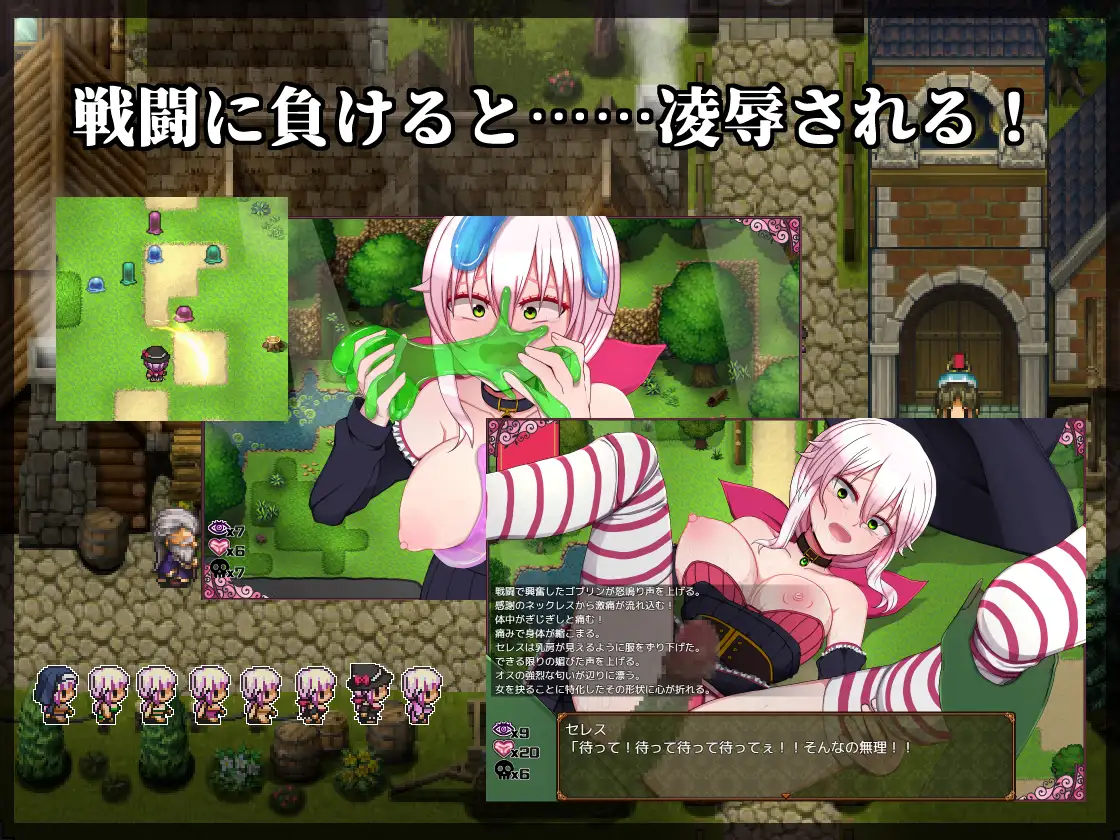 戦闘に負けると……凌辱される！
x7
x6
x7
戦闘で興奮したゴブリンが怒鳴り声を上げる。
感謝のネックレスから激痛が流れ込む！
体中がぎしぎしと痛む！
痛みで身体が縮こまる。
セレスは乳房が見えるように服をずり下げた。
できる限りの媚びた声を上げる。
オスの強烈な匂いが辺りに漂う。
女を抉ることに特化したその形状に心が折れる。
x9
x20
x6
セレス
「待って！待って待って待ってぇ！！そんなの無理！！